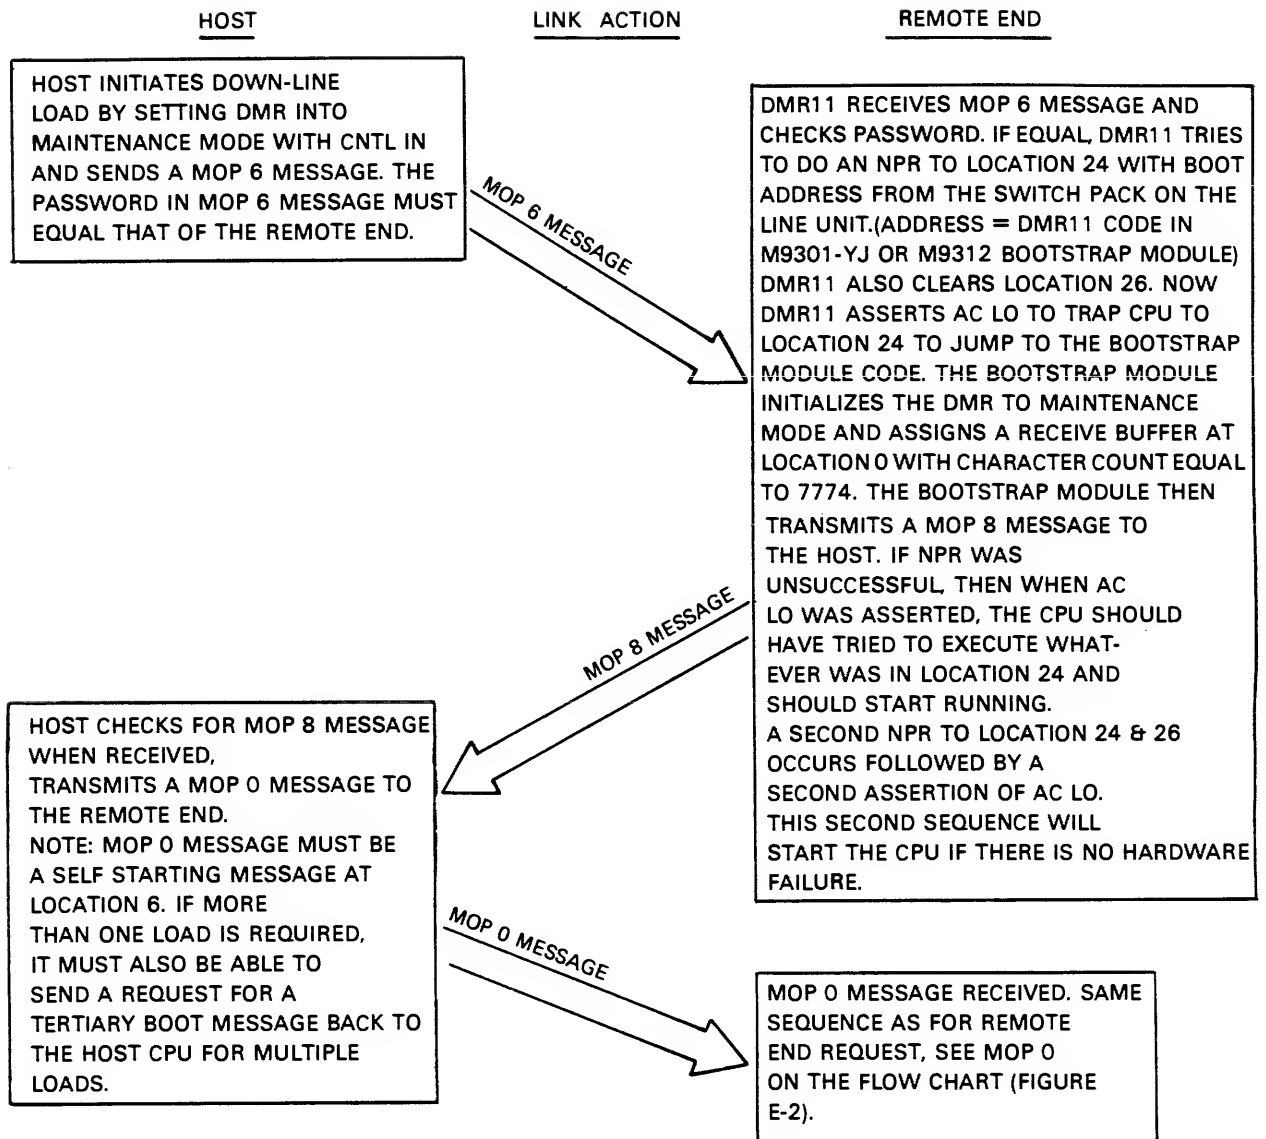 HOST
LINK ACTION
REMOTE END
HOST INITIATES DOWN-LINE
LOAD BY SETTING DMR INTO
MAINTENANCE MODE WITH CNTL IN
AND SENDS A MOP 6 MESSAGE. THE
PASSWORD IN MOP 6 MESSAGE MUST
EQUAL THAT OF THE REMOTE END.
MOP 6 MESSAGE
DMR11 RECEIVES MOP 6 MESSAGE AND
CHECKS PASSWORD. IF EQUAL, DMR11 TRIES
TO DO AN NPR TO LOCATION 24 WITH BOOT
ADDRESS FROM THE SWITCH PACK ON THE
LINE UNIT.(ADDRESS = DMR11 CODE IN
M9301-YJ OR M9312 BOOTSTRAP MODULE)
DMR11 ALSO CLEARS LOCATION 26. NOW
DMR11 ASSERTS AC LO TO TRAP CPU TO
LOCATION 24 TO JUMP TO THE BOOTSTRAP
MODULE CODE. THE BOOTSTRAP MODULE
INITIALIZES THE DMR TO MAINTENANCE
MODE AND ASSIGNS A RECEIVE BUFFER AT
LOCATION 0 WITH CHARACTER COUNT EQUAL
TO 7774. THE BOOTSTRAP MODULE THEN
TRANSMITS A MOP 8 MESSAGE TO
THE HOST. IF NPR WAS
UNSUCCESSFUL, THEN WHEN AC
LO WAS ASSERTED, THE CPU SHOULD
HAVE TRIED TO EXECUTE WHAT-
EVER WAS IN LOCATION 24 AND
SHOULD START RUNNING.
A SECOND NPR TO LOCATION 24 & 26
OCCURS FOLLOWED BY A
SECOND ASSERTION OF AC LO.
THIS SECOND SEQUENCE WILL
START THE CPU IF THERE IS NO HARDWARE
FAILURE.
MOP 8 MESSAGE
HOST CHECKS FOR MOP 8 MESSAGE
WHEN RECEIVED,
TRANSMITS A MOP 0 MESSAGE TO
THE REMOTE END.
NOTE: MOP 0 MESSAGE MUST BE
A SELF STARTING MESSAGE AT
LOCATION 6. IF MORE
THAN ONE LOAD IS REQUIRED,
IT MUST ALSO BE ABLE TO
SEND A REQUEST FOR A
TERTIARY BOOT MESSAGE BACK TO
THE HOST CPU FOR MULTIPLE
LOADS.
MOP 0 MESSAGE
MOP 0 MESSAGE RECEIVED. SAME
SEQUENCE AS FOR REMOTE
END REQUEST, SEE MOP 0
ON THE FLOW CHART (FIGURE
E-2).